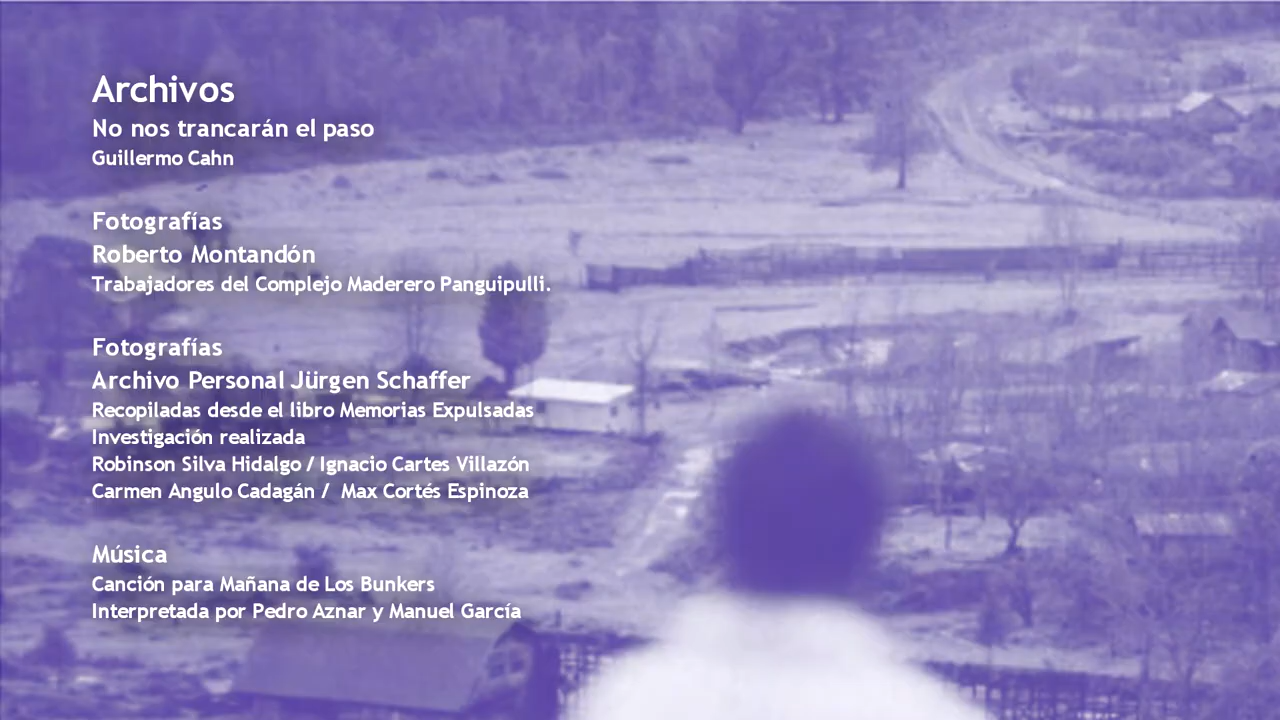 Archivos
No nos trancarán el paso
Guillermo Cahn
Fotografías
Roberto Montandón
Trabajadores del Complejo Maderero Panguipulli.
Fotografías
Archivo Personal Jürgen Schaffer
Recopiladas desde el libro Memorias Expulsadas
Investigación realizada
Robinson Silva Hidalgo / Ignacio Cartes Villazón
Carmen Angulo Cadagán /  Max Cortés Espinoza
Música
Canción para Mañana de Los Bunkers
Interpretada por Pedro Aznar y Manuel García